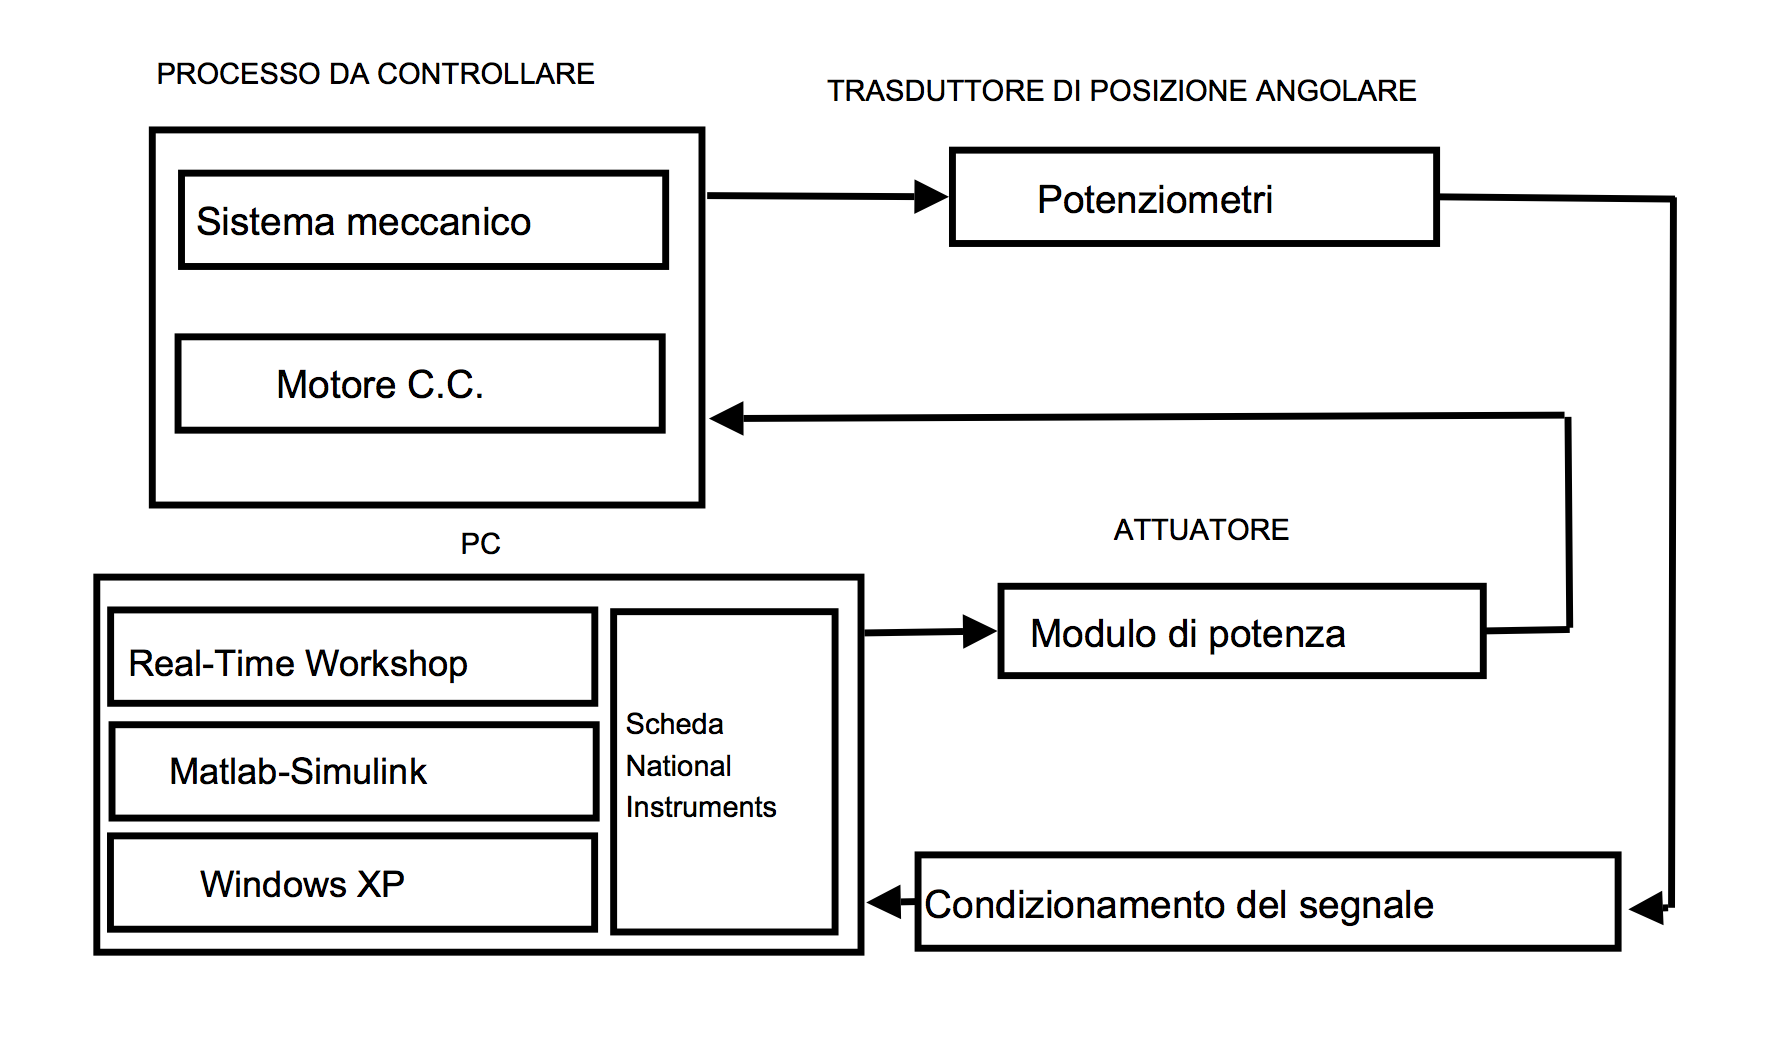 PROCESSO DA CONTROLLARE
TRASDUTTORE DI POSIZIONE ANGOLARE
Sistema meccanico
Potenziometri
Motore C.C.
PC
ATTUATORE
Real-Time Workshop
Modulo di potenza
Matlab-Simulink
Scheda
National
Instruments
Windows XP
Condizionamento del segnale